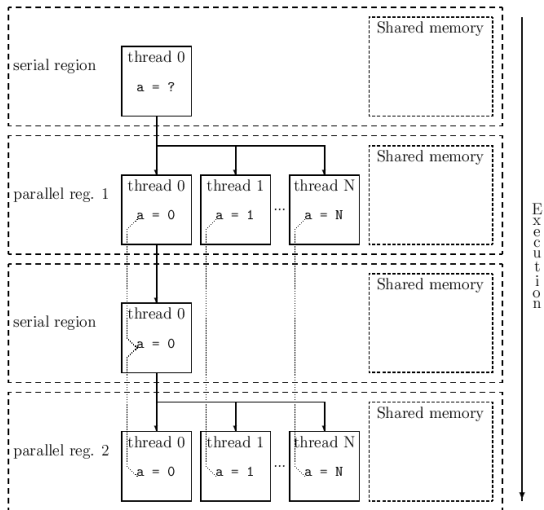 Shared memory
thread 0
serial region
a = ?
Shared memory
thread 0 thread 1 thread N
parallel reg. 1
a = 0 a = 1 ... a = N
Execution
Shared memory
thread 0
serial region
a = 0
Shared memory
thread 0 thread 1 thread N
parallel reg. 2
a = 0 a = 1 ... a = N